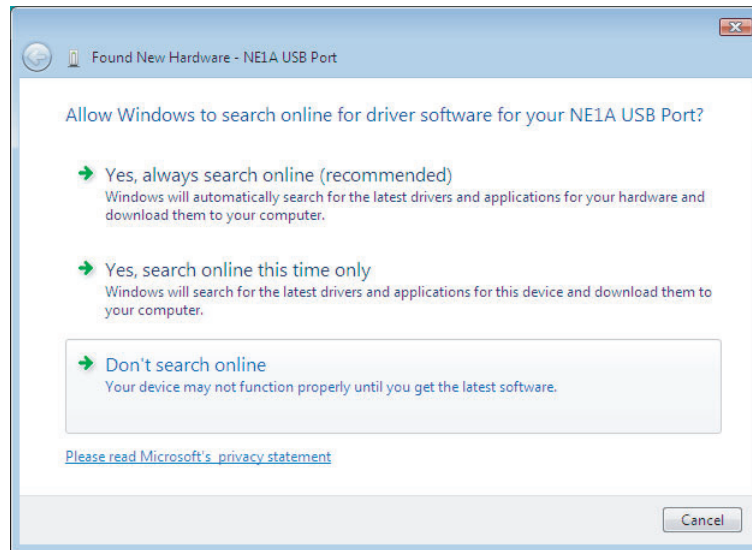 Found New Hardware - NE1A USB Port
Allow Windows to search online for driver software for your NE1A USB Port?
Yes, always search online (recommended)
Windows will automatically search for the latest drivers and applications for your hardware and
download them to your computer.
Yes, search online this time only
Windows will search for the latest drivers and applications for this device and download them to
your computer.
Don't search online
Your device may not function properly until you get the latest software.
Please read Microsoft's privacy statement
Cancel